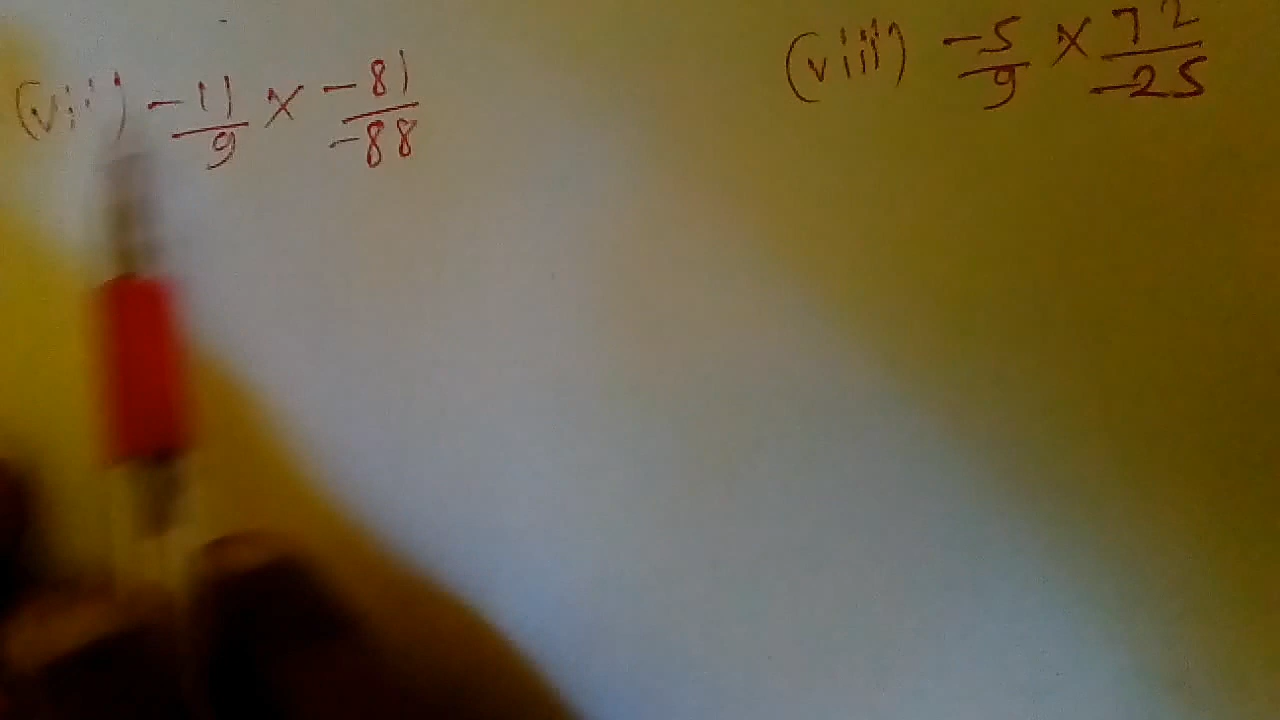 (vii) -11/9 × -81/-88
(viii) -5/9 × 72/-25